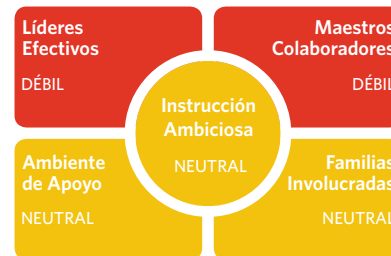 Líderes
Efectivos
DÉBIL
Maestros
Colaboradores
DÉBIL
Instrucción
Ambiciosa
NEUTRAL
Ambiente
de Apoyo
NEUTRAL
Familias
Involucradas
NEUTRAL